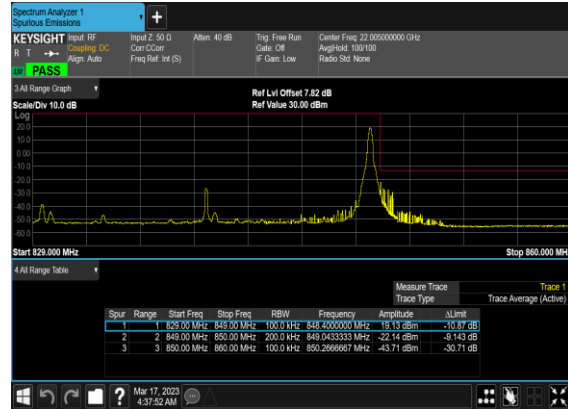 Spectrum Analyzer 1
Spurious Emissions
KEYSIGHT Input: RF Input Z: 50 Ω Atten: 40 dB Trig: Free Run Center Freq: 22.005000000 GHz
R T Coupling: DC Corr CCorr Gate: Off Avg|Hold: 100/100
Align: Auto Freq Ref: Int (S) IF Gain: Low Radio Std: None
PASS
3 All Range Graph
Ref Lvl Offset 7.82 dB
Scale/Div 10.0 dB Ref Value 30.00 dBm
Log
20.0
10.0
0.00
-10.0
-20.0
-30.0
-40.0
-50.0
-60.0
Start 829.000 MHz Stop 860.000 MH
4 All Range Table
Measure Trace Trace 1
Trace Type Trace Average (Active)
Spur Range Start Freq Stop Freq RBW Frequency Amplitude ΔLimit
1 1 829.00 MHz 849.00 MHz 100.0 kHz 848.4000000 MHz 19.13 dBm -10.87 dB
2 2 849.00 MHz 850.00 MHz 200.0 kHz 849.0433333 MHz -22.14 dBm -9.143 dB
3 3 850.00 MHz 860.00 MHz 100.0 kHz 850.2666667 MHz -43.71 dBm -30.71 dB
? Mar 17, 2023
4:37:52 AM